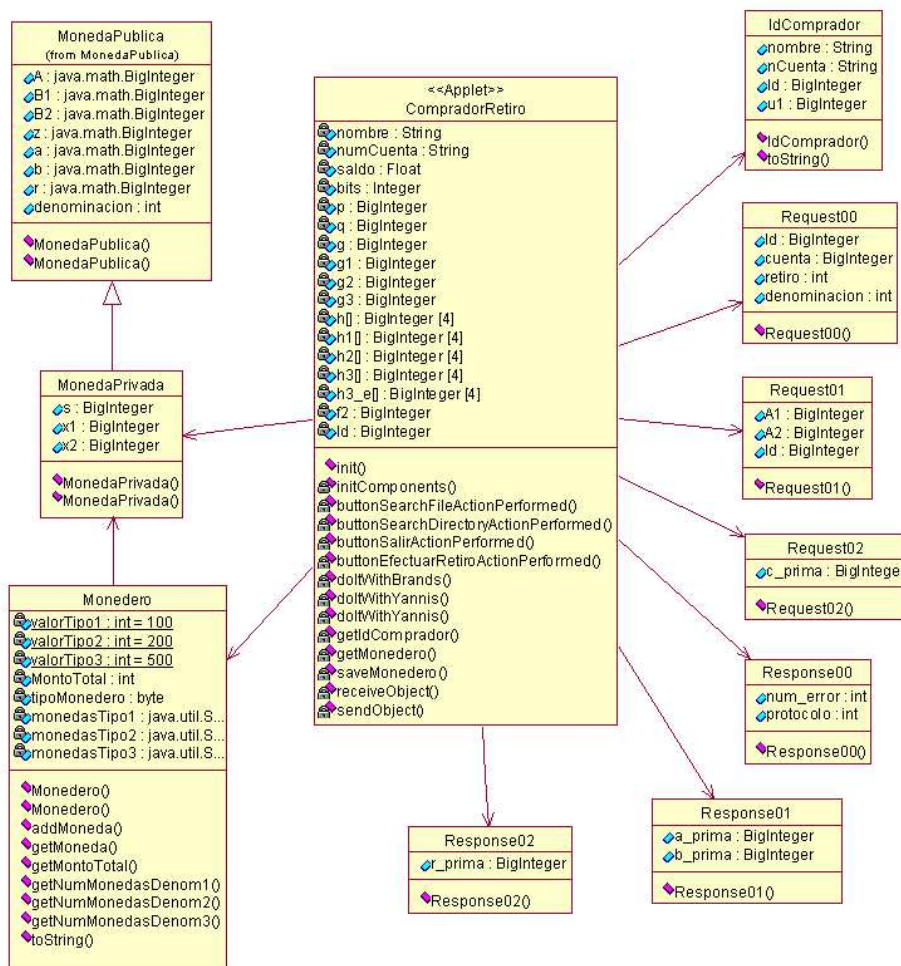 MonedaPublica
(from MonedaPublica)
A : java.math.BigInteger
B1 : java.math.BigInteger
B2 : java.math.BigInteger
z : java.math.BigInteger
a : java.math.BigInteger
b : java.math.BigInteger
r : java.math.BigInteger
denominacion : int
MonedaPublica()
MonedaPublica()
MonedaPrivada
s : BigInteger
x1 : BigInteger
x2 : BigInteger
MonedaPrivada()
MonedaPrivada()
Monedero
valorTipo1 : int = 100
valorTipo2 : int = 200
valorTipo3 : int = 500
MontoTotal : int
tipoMonedero : byte
monedasTipo1 : java.util.S...
monedasTipo2 : java.util.S...
monedasTipo3 : java.util.S...
Monedero()
Monedero()
addMoneda()
getMoneda()
getMontoTotal()
getNumMonedasDenom1()
getNumMonedasDenom2()
getNumMonedasDenom3()
toString()
<<Applet>>
CompradorRetiro
nombre : String
numCuenta : String
saldo : Float
bits : Integer
p : BigInteger
q : BigInteger
g : BigInteger
g1 : BigInteger
g2 : BigInteger
g3 : BigInteger
h[] : BigInteger [4]
h1[] : BigInteger [4]
h2[] : BigInteger [4]
h3[] : BigInteger [4]
h3_e[] : BigInteger [4]
f2 : BigInteger
Id : BigInteger
init()
initComponents()
buttonSearchFileActionPerformed()
buttonSearchDirectoryActionPerformed()
buttonSalirActionPerformed()
buttonEfectuarRetiroActionPerformed()
doItWithBrands()
doItWithYannis()
doItWithYannis()
getIdComprador()
getMonedero()
saveMonedero()
receiveObject()
sendObject()
IdComprador
nombre : String
nCuenta : String
Id : BigInteger
u1 : BigInteger
IdComprador()
toString()
Request00
Id : BigInteger
cuenta : BigInteger
retiro : int
denominacion : int
Request00()
Request01
A1 : BigInteger
A2 : BigInteger
Id : BigInteger
Request01()
Request02
c_prima : BigIntege
Request02()
Response00
num_error : int
protocolo : int
Response00()
Response01
a_prima : BigInteger
b_prima : BigInteger
Response01()
Response02
r_prima : BigInteger
Response02()